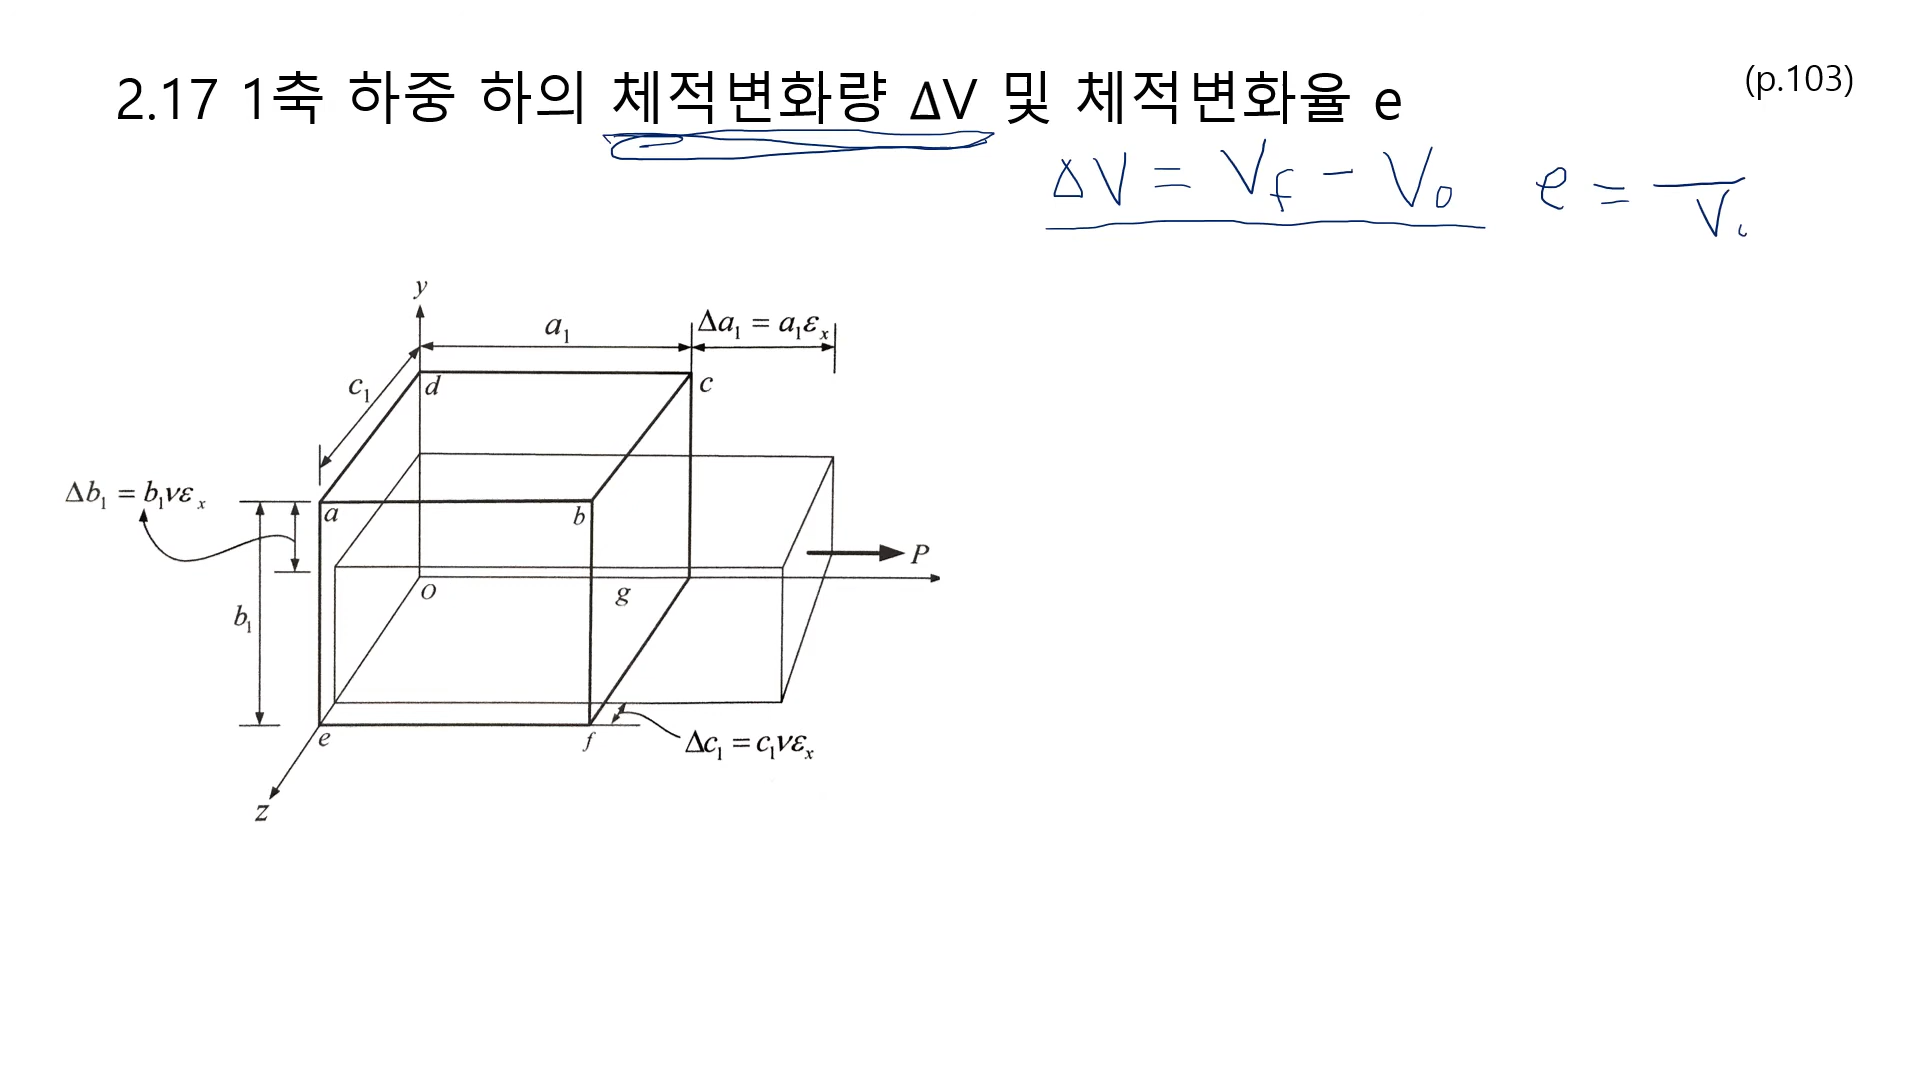 2.17 1축 하중 하의 체적변화량 ΔV 및 체적변화율 e
(p.103)
ΔV = Vf - V₀ e = ― V
y
a₁
Δa₁ = a₁εₓ
c₁
d
c
Δb₁ = b₁νεₓ
a
b
P
O
g
b₁
e
f
Δc₁ = c₁νεₓ
z